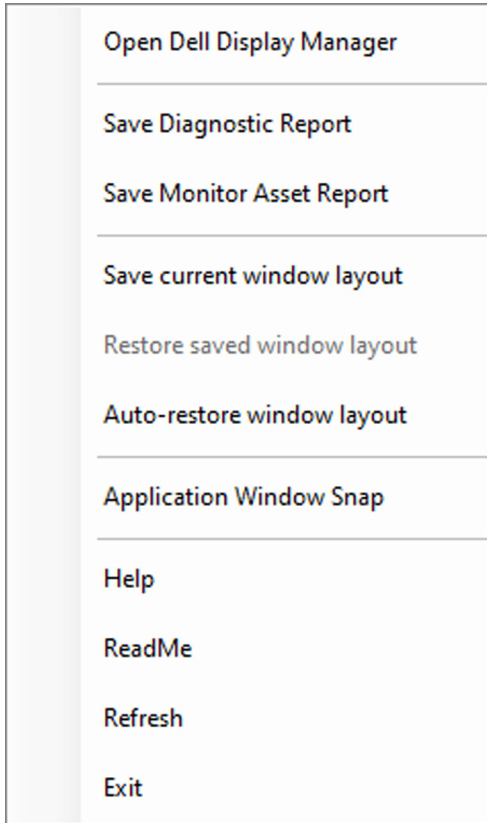 Open Dell Display Manager
Save Diagnostic Report
Save Monitor Asset Report
Save current window layout
Restore saved window layout
Auto-restore window layout
Application Window Snap
Help
ReadMe
Refresh
Exit